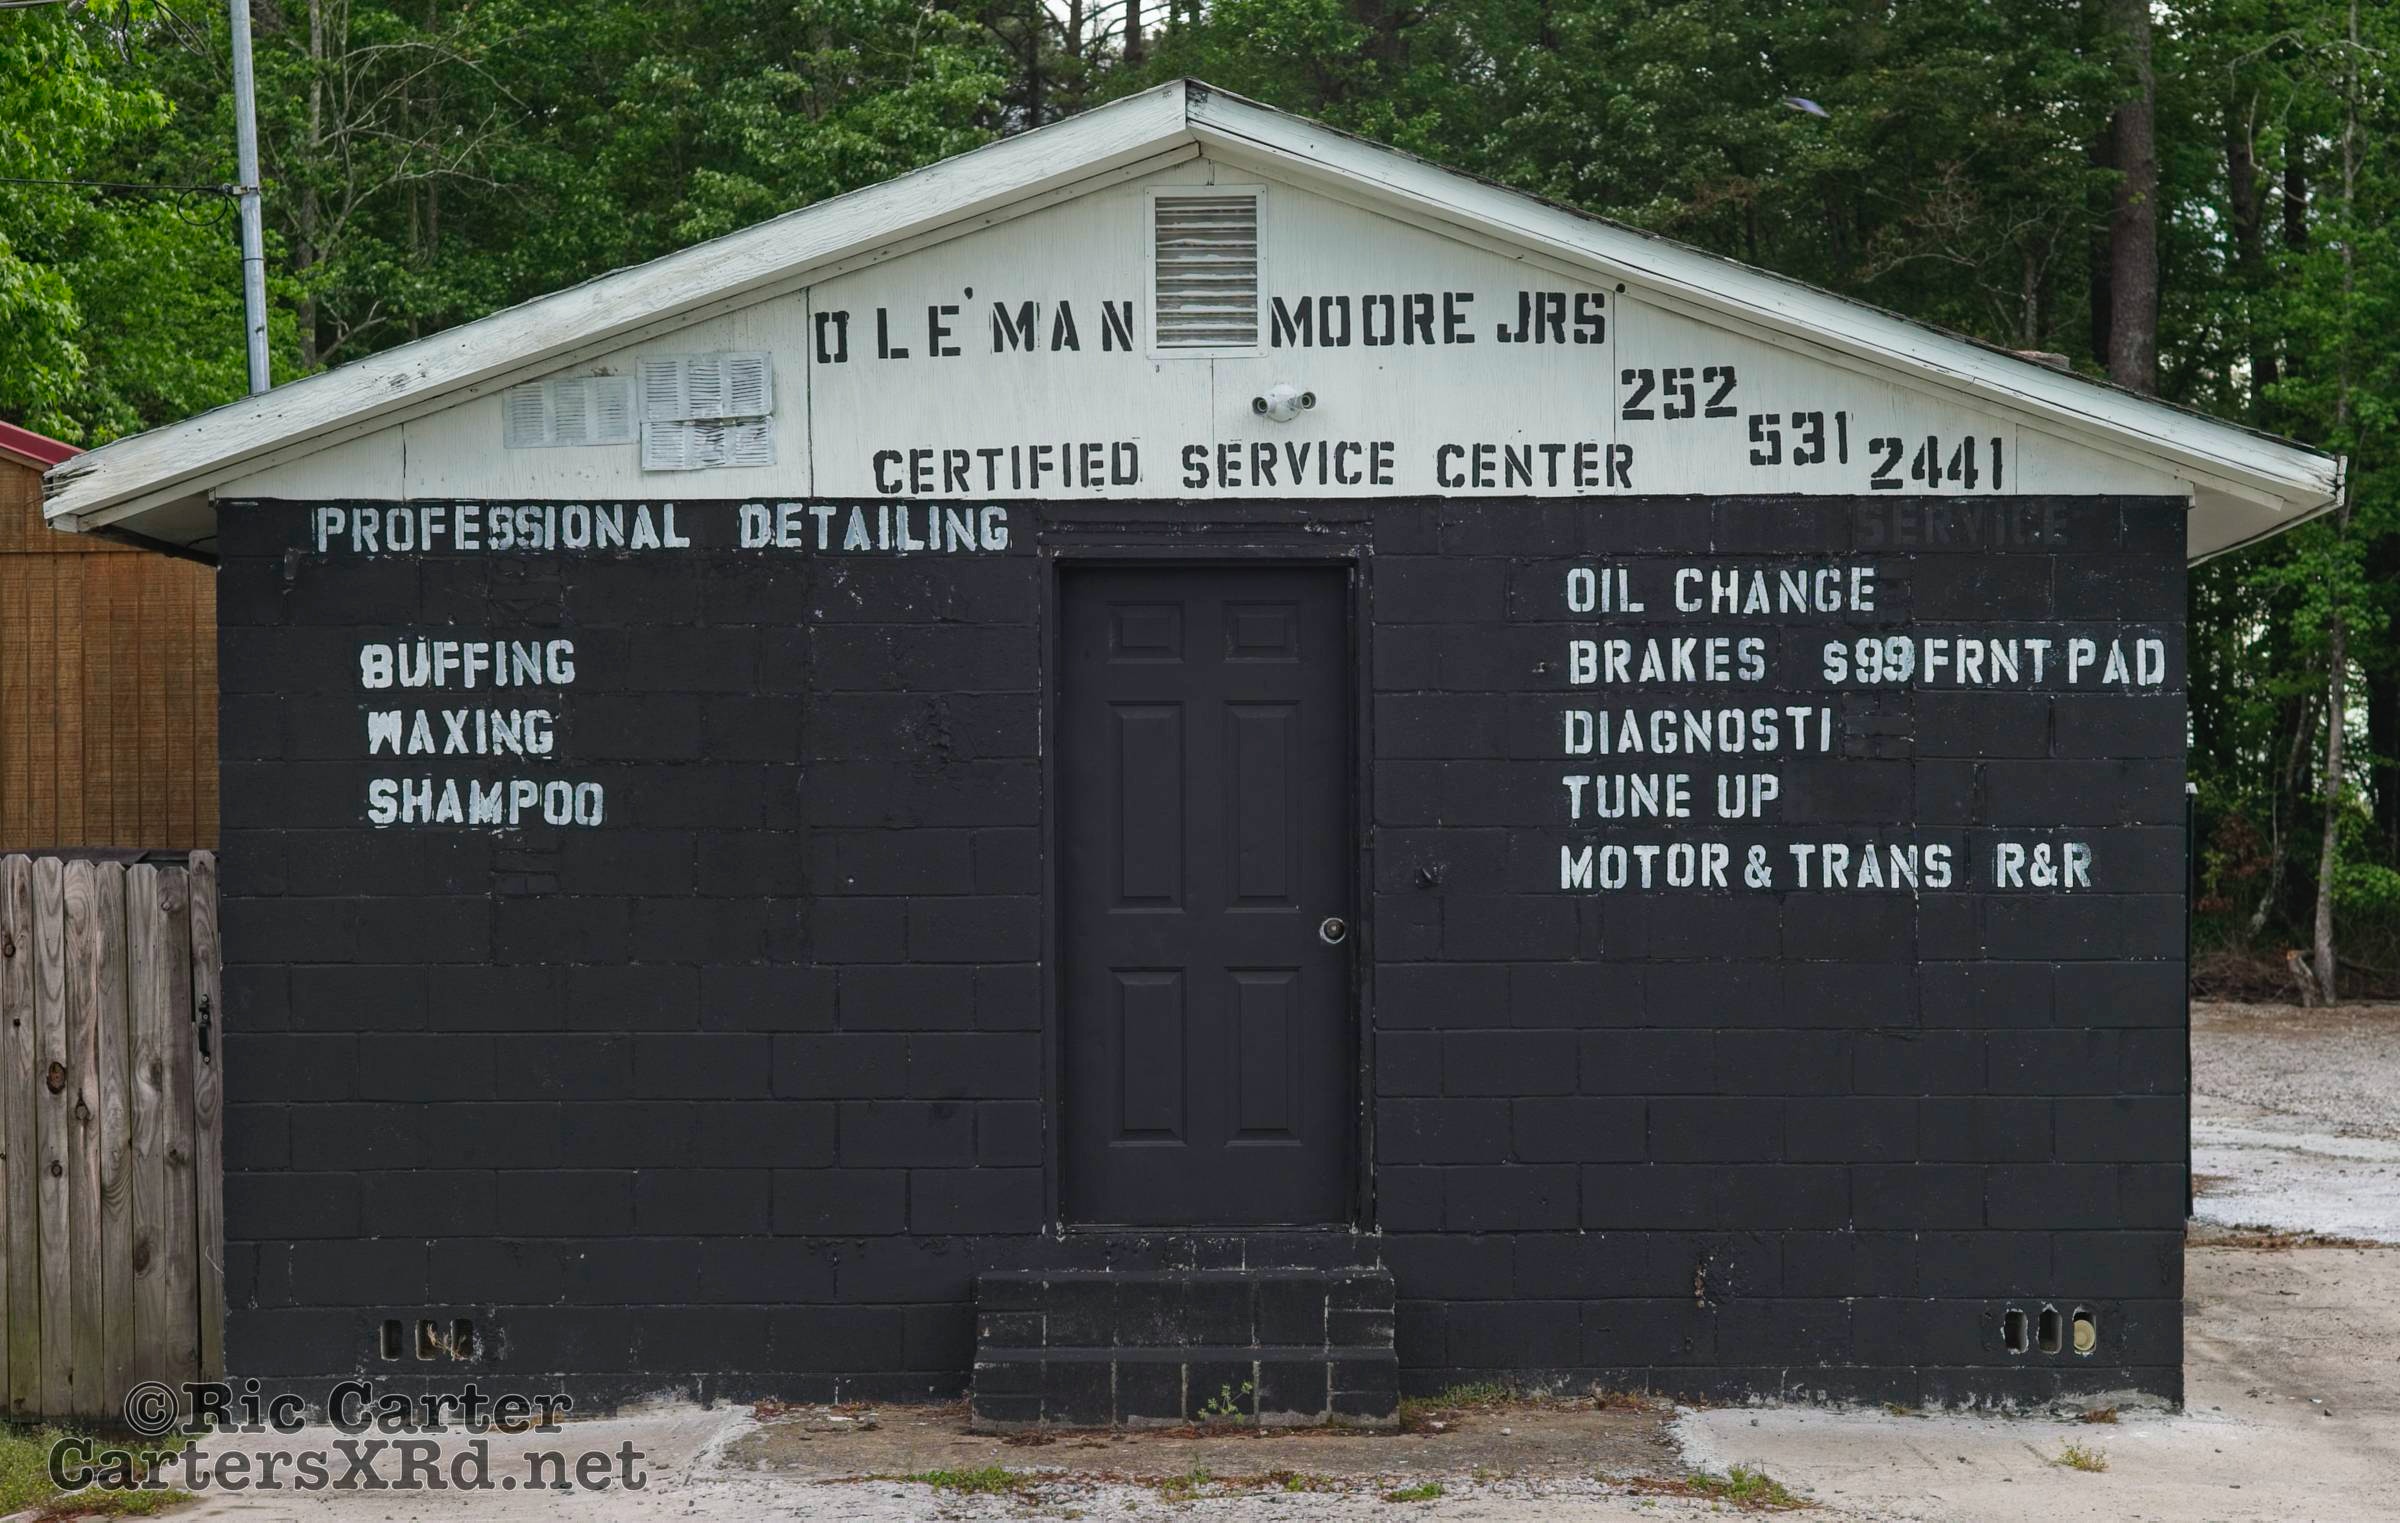 OLE' MAN MOORE JRS
252
531
2441
CERTIFIED SERVICE CENTER
PROFESSIONAL DETAILING
BUFFING
WAXING
SHAMPOO
SERVICE
OIL CHANGE
BRAKES $99 FRNT PAD
DIAGNOSTI
TUNE UP
MOTOR & TRANS R&R
©Ric Carter
CartersXRd.net